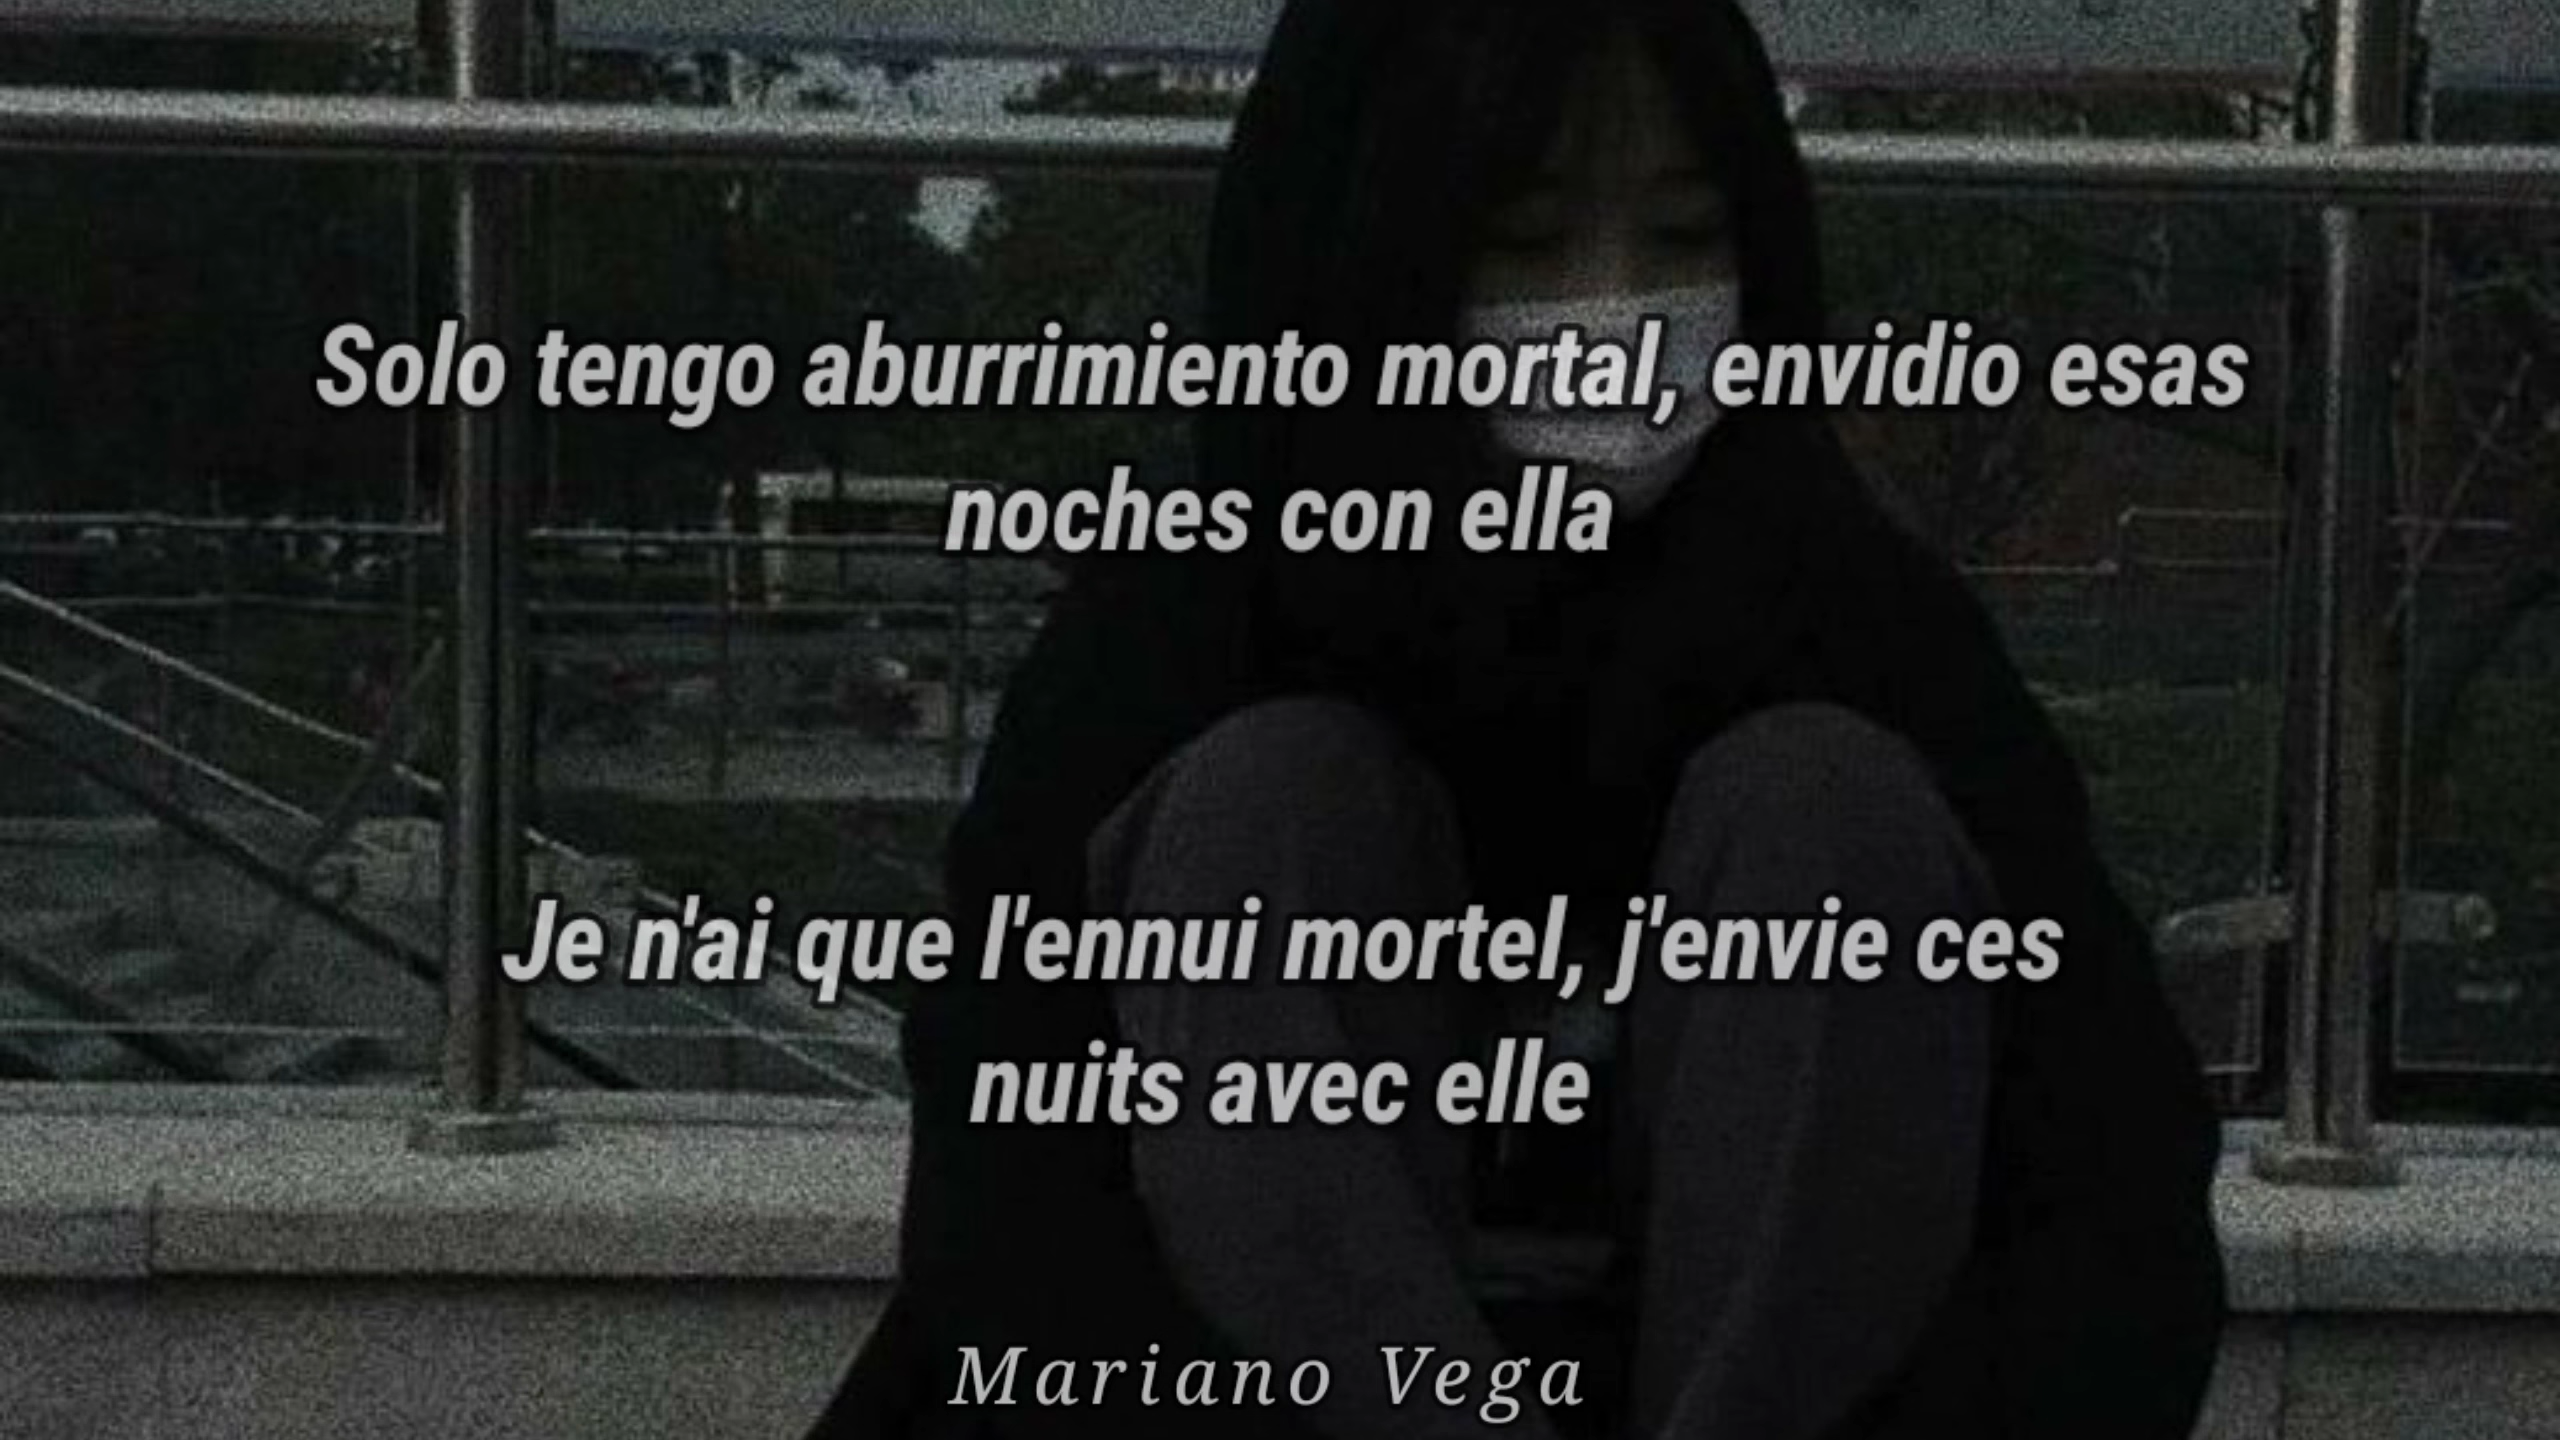 Solo tengo aburrimiento mortal, envidio esas
noches con ella
Je n'ai que l'ennui mortel, j'envie ces
nuits avec elle
Mariano Vega